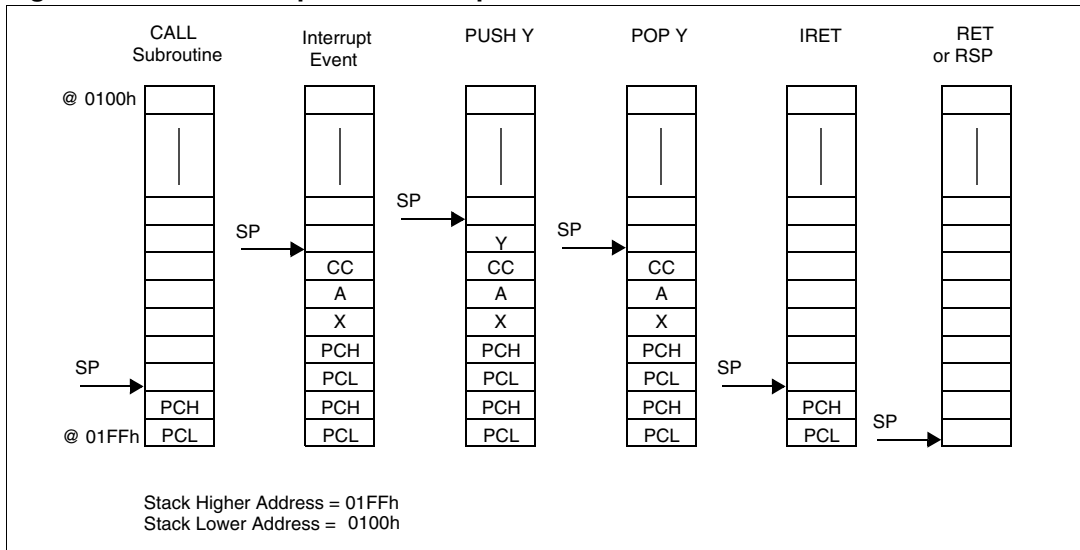 CALL
Subroutine
Interrupt
Event
PUSH Y
POP Y
IRET
RET
or RSP
@ 0100h
SP
SP
SP
Y
CC
CC
CC
A
A
A
X
X
X
PCH
PCH
PCH
SP
PCL
PCL
PCL
SP
PCH
PCH
PCH
PCH
PCH
@ 01FFh
PCL
PCL
PCL
PCL
PCL
SP
Stack Higher Address = 01FFh
Stack Lower Address = 0100h